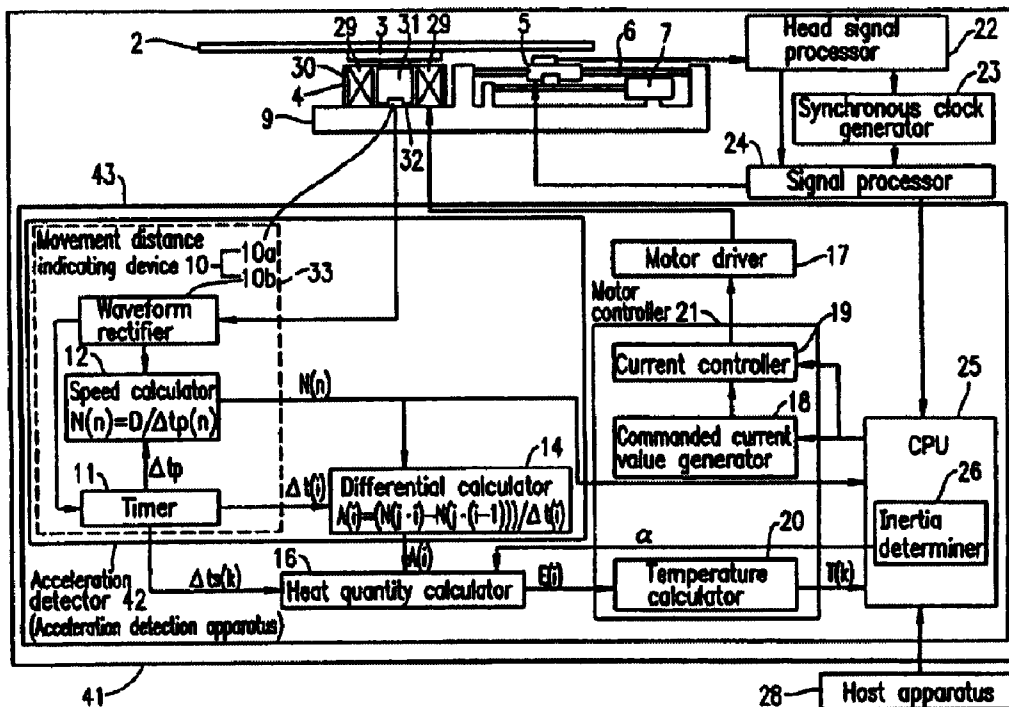 2
29
3
31
29
5
6
7
30
4
9
32
Head signal
processor
22
23
Synchronous clock
generator
24
Signal processor
43
Movement distance
indicating device 10
10a
10b
33
Waveform
rectifier
12
Speed calculator
N(n)=D/Δtp(n)
N(n)
Δtp
11
Timer
Δt(i)
14
Differential calculator
A(i)=(N(j·i)-N(j·(i-1)))/Δt(i)
Motor driver
17
Motor
controller 21
19
Current controller
18
Commanded current
value generator
25
CPU
26
Inertia
determiner
α
A(i)
16
Heat quantity calculator
Δts(k)
E(i)
20
Temperature
calculator
T(k)
Acceleration
detector 42
(Acceleration detection apparatus)
41
28
Host apparatus